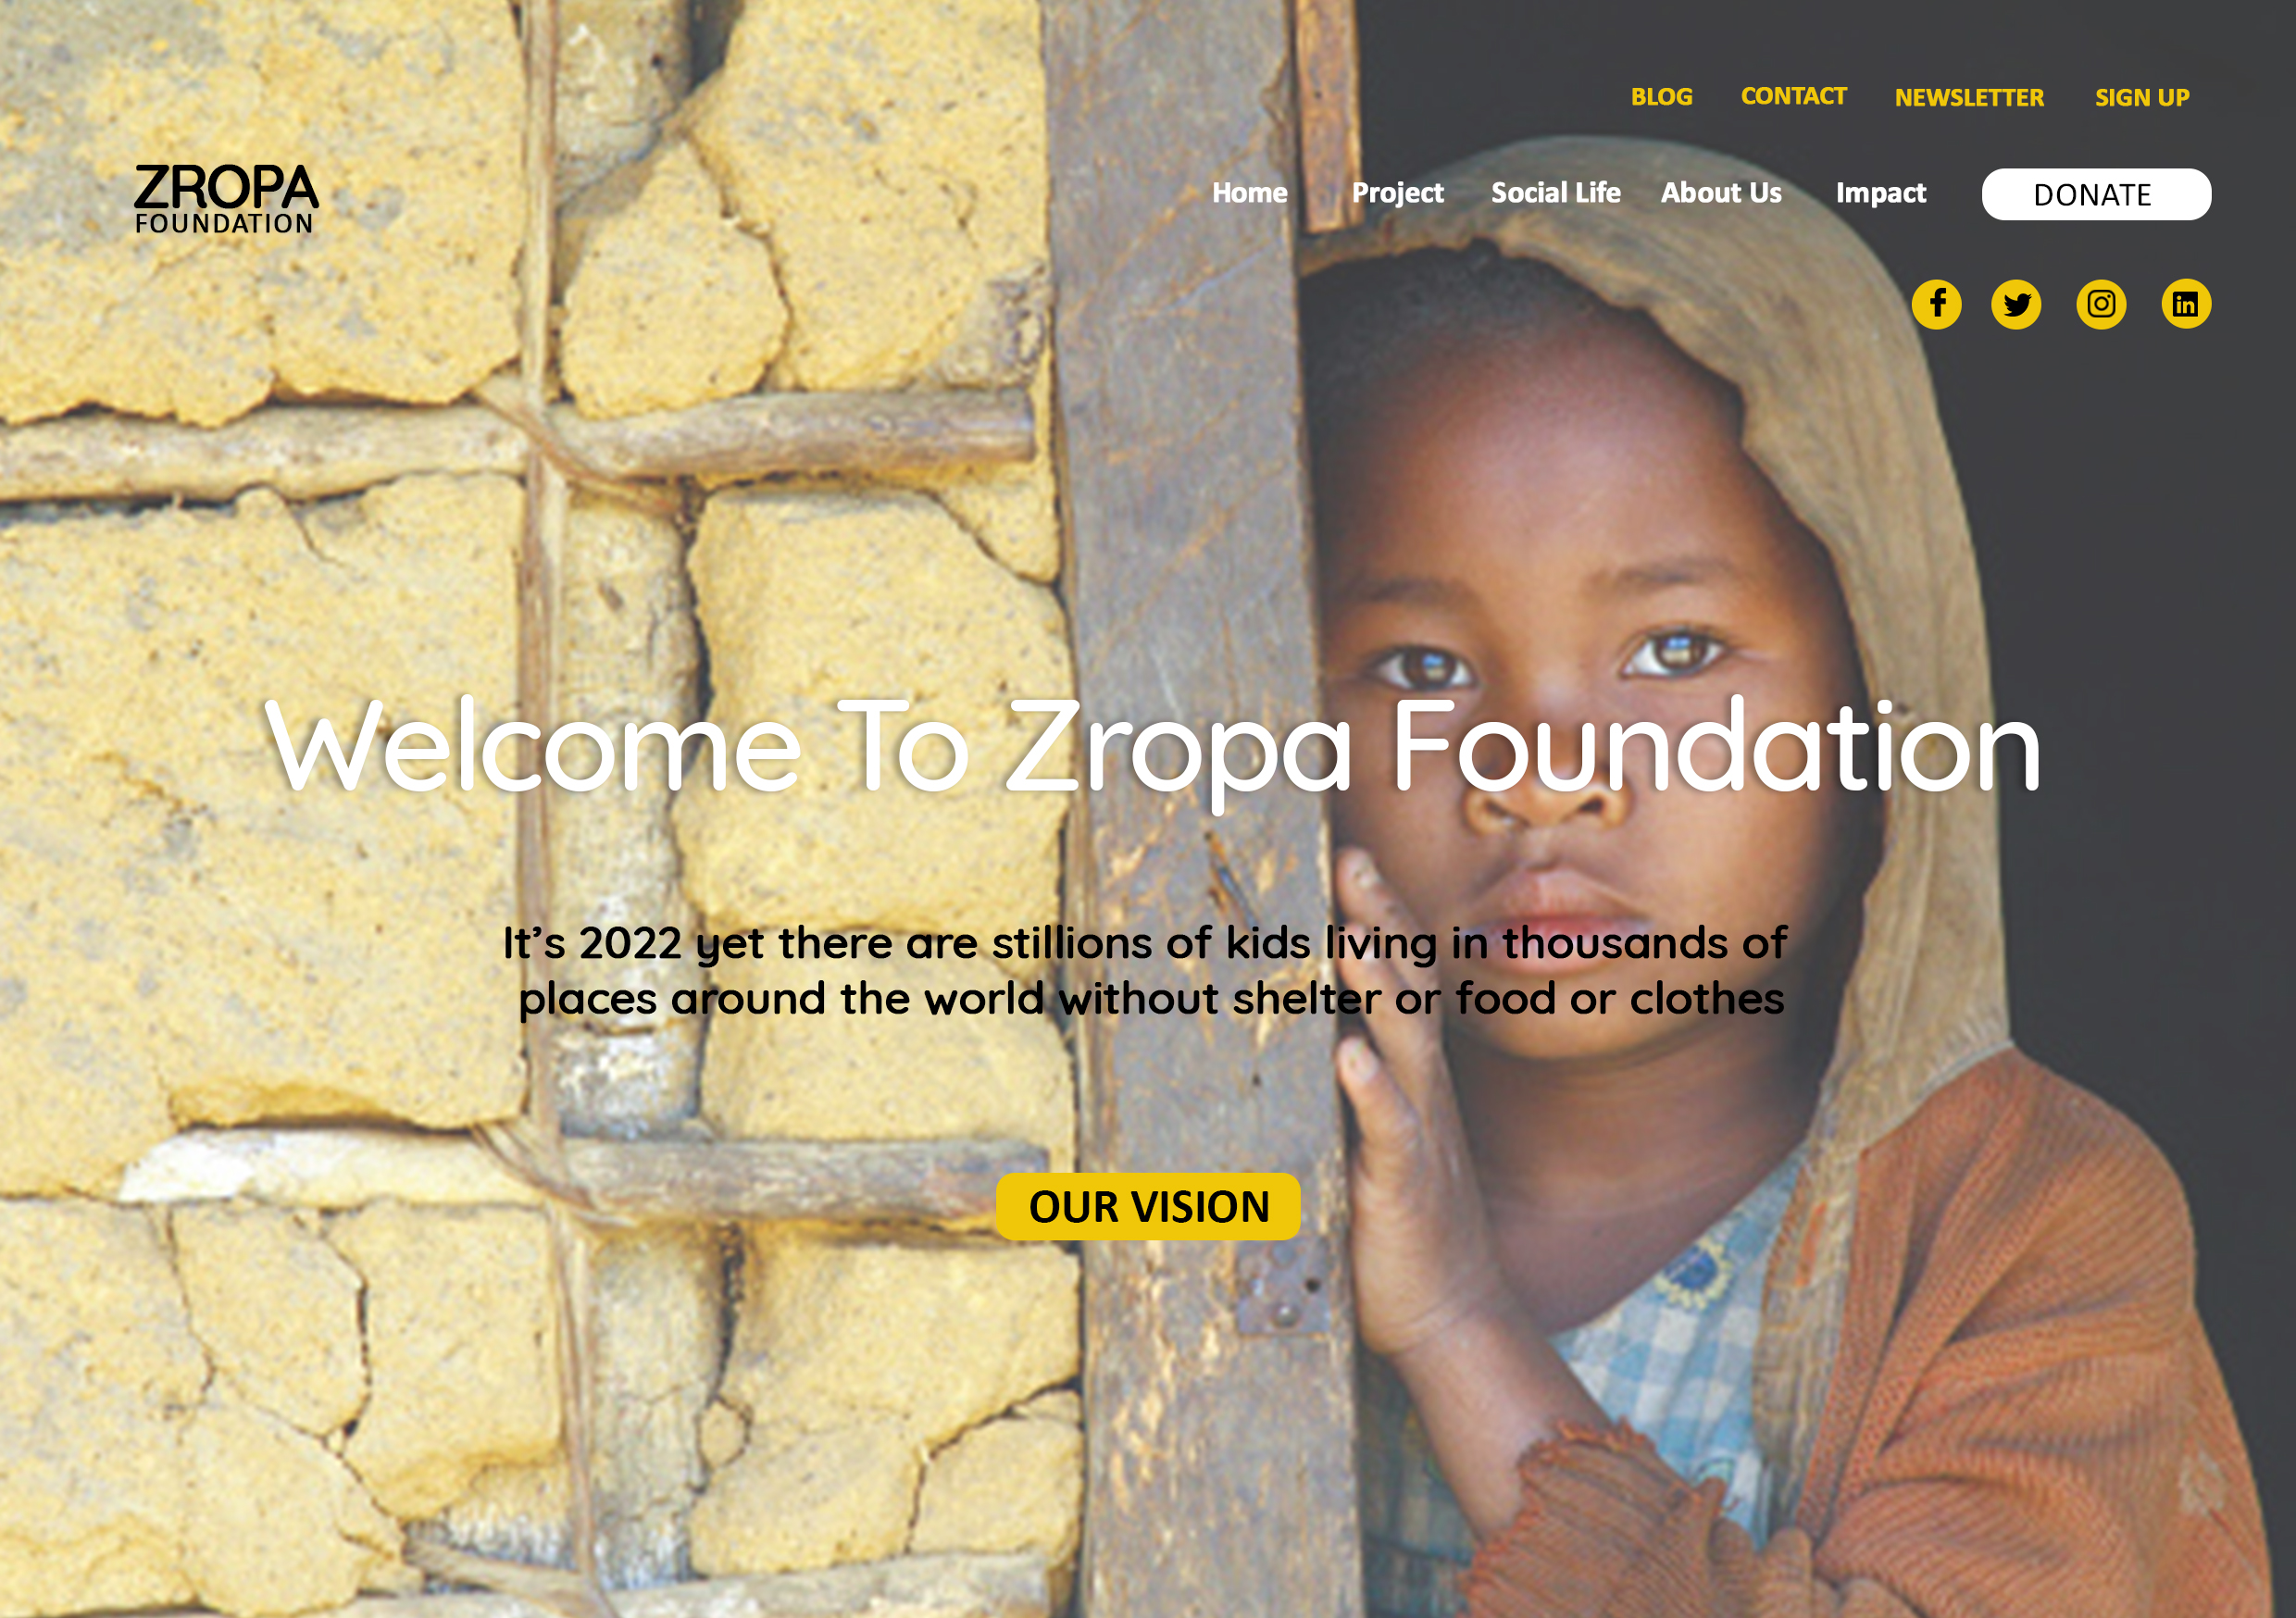 BLOG CONTACT NEWSLETTER SIGN UP
ZROPA
FOUNDATION
Home Project Social Life About Us Impact DONATE
f in
Welcome To Zropa Foundation
It’s 2022 yet there are stillions of kids living in thousands of
places around the world without shelter or food or clothes
OUR VISION